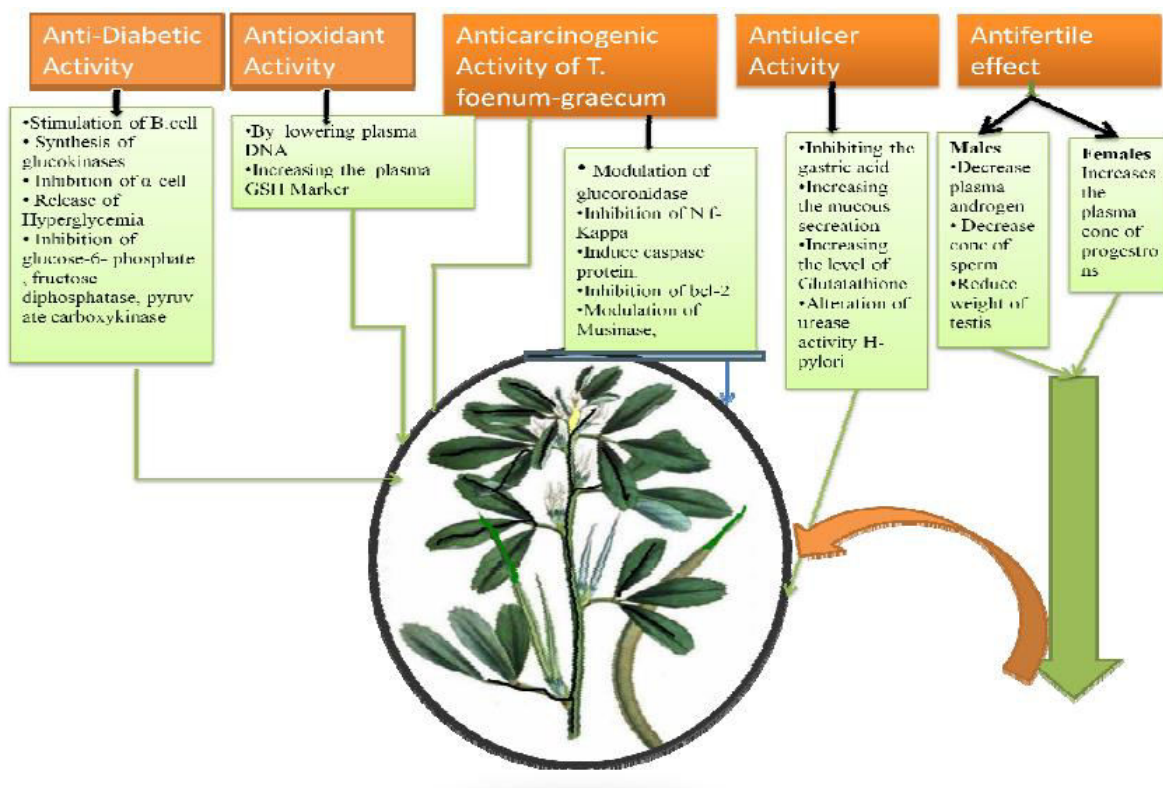 Anti-Diabetic
Activity
•Stimulation of B.cell
• Synthesis of
glucokinases
• Inhibition of α cell
• Release of
Hyperglycemia
• Inhibition of
glucose-6- phosphate
, fructose
diphosphatase, pyruv
ate carboxykinase
Antioxidant
Activity
•By lowering plasma
DNA
•Increasing the plasma
GSH Marker
Anticarcinogenic
Activity of T.
foenum-graecum
• Modulation of
glucoronidase
•Inhibition of N f-
Kappa
•Induce caspase
protein.
•Inhibition of bcl-2
•Modulation of
Musinase,
Antiulcer
Activity
•Inhibiting the
gastric acid
•Increasing
the mucous
secreation
•Increasing
the level of
Glutatathione
•Alteration of
urease
activity H-
pylori
Antifertile
effect
Males
•Decrease
plasma
androgen
• Decrease
conc of
sperm
•Reduce
weight of
testis
Females
Increases
the
plasma
conc of
progestro
ns